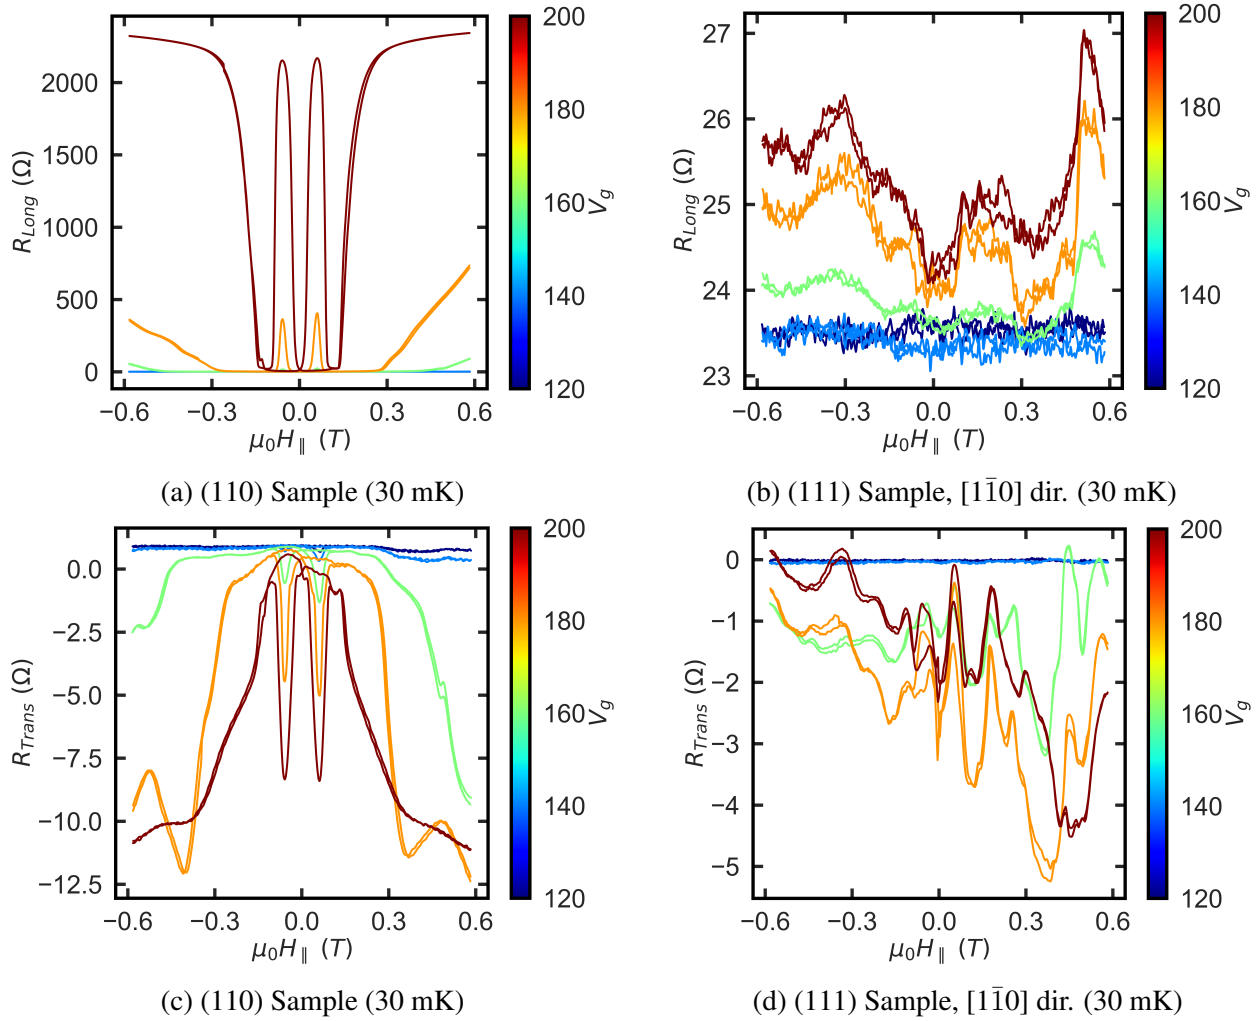 2000
1500
1000
500
0
R_Long (Ω)
−0.6 −0.3 0.0 0.3 0.6
μ₀H∥ (T)
200
180
160
140
120
V_g
(a) (110) Sample (30 mK)
27
26
25
24
23
R_Long (Ω)
−0.6 −0.3 0.0 0.3 0.6
μ₀H∥ (T)
200
180
160
140
120
V_g
(b) (111) Sample, [11̄0] dir. (30 mK)
0.0
−2.5
−5.0
−7.5
−10.0
−12.5
R_Trans (Ω)
−0.6 −0.3 0.0 0.3 0.6
μ₀H∥ (T)
200
180
160
140
120
V_g
(c) (110) Sample (30 mK)
0
−1
−2
−3
−4
−5
R_Trans (Ω)
−0.6 −0.3 0.0 0.3 0.6
μ₀H∥ (T)
200
180
160
140
120
V_g
(d) (111) Sample, [11̄0] dir. (30 mK)